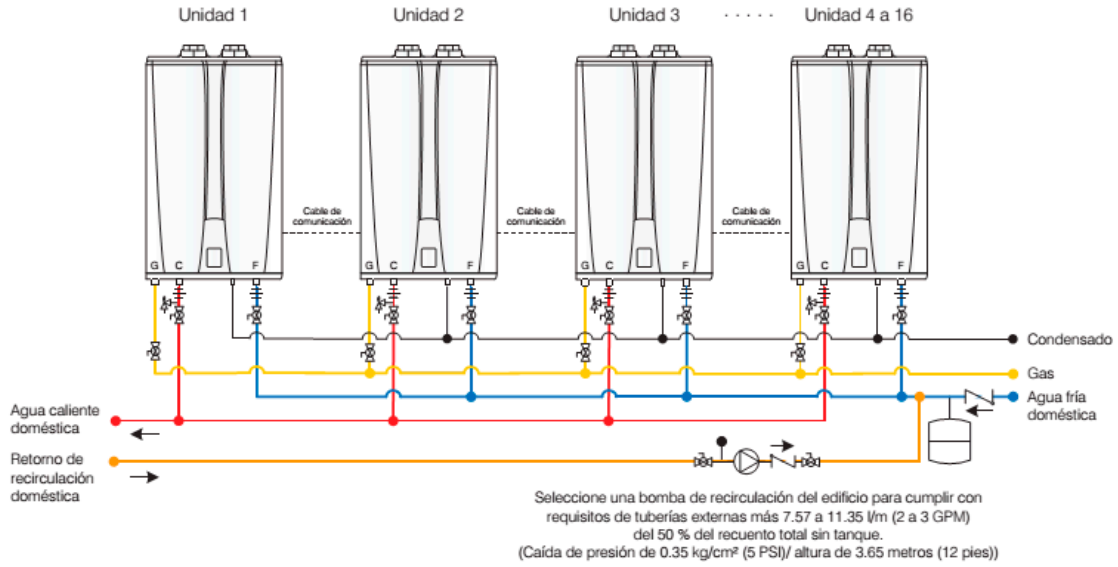 Unidad 1
Unidad 2
Unidad 3
· · · · ·
Unidad 4 a 16
Cable de
comunicación
Cable de
comunicación
Cable de
comunicación
G C F
G C F
G C F
G C F
Condensado
Gas
Agua fría
doméstica
Agua caliente
doméstica
Retorno de
recirculación
doméstica
Seleccione una bomba de recirculación del edificio para cumplir con
requisitos de tuberías externas más 7.57 a 11.35 l/m (2 a 3 GPM)
del 50 % del recuento total sin tanque.
(Caída de presión de 0.35 kg/cm² (5 PSI)/ altura de 3.65 metros (12 pies))